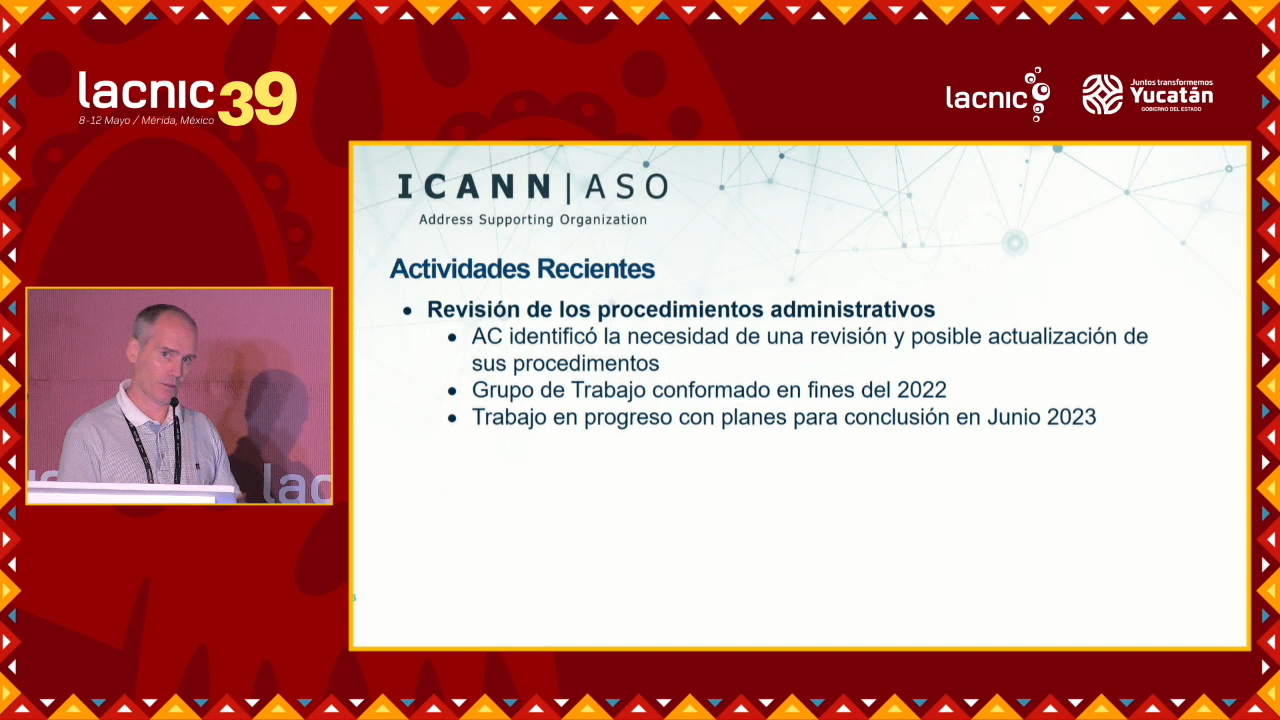 lacnic 39
8-12 Mayo / Mérida, México
lacnic
Juntos transformemos
Yucatán
GOBIERNO DEL ESTADO
ICANN|ASO
Address Supporting Organization
Actividades Recientes
• Revisión de los procedimientos administrativos
• AC identificó la necesidad de una revisión y posible actualización de
sus procedimentos
• Grupo de Trabajo conformado en fines del 2022
• Trabajo en progreso con planes para conclusión en Junio 2023
lac